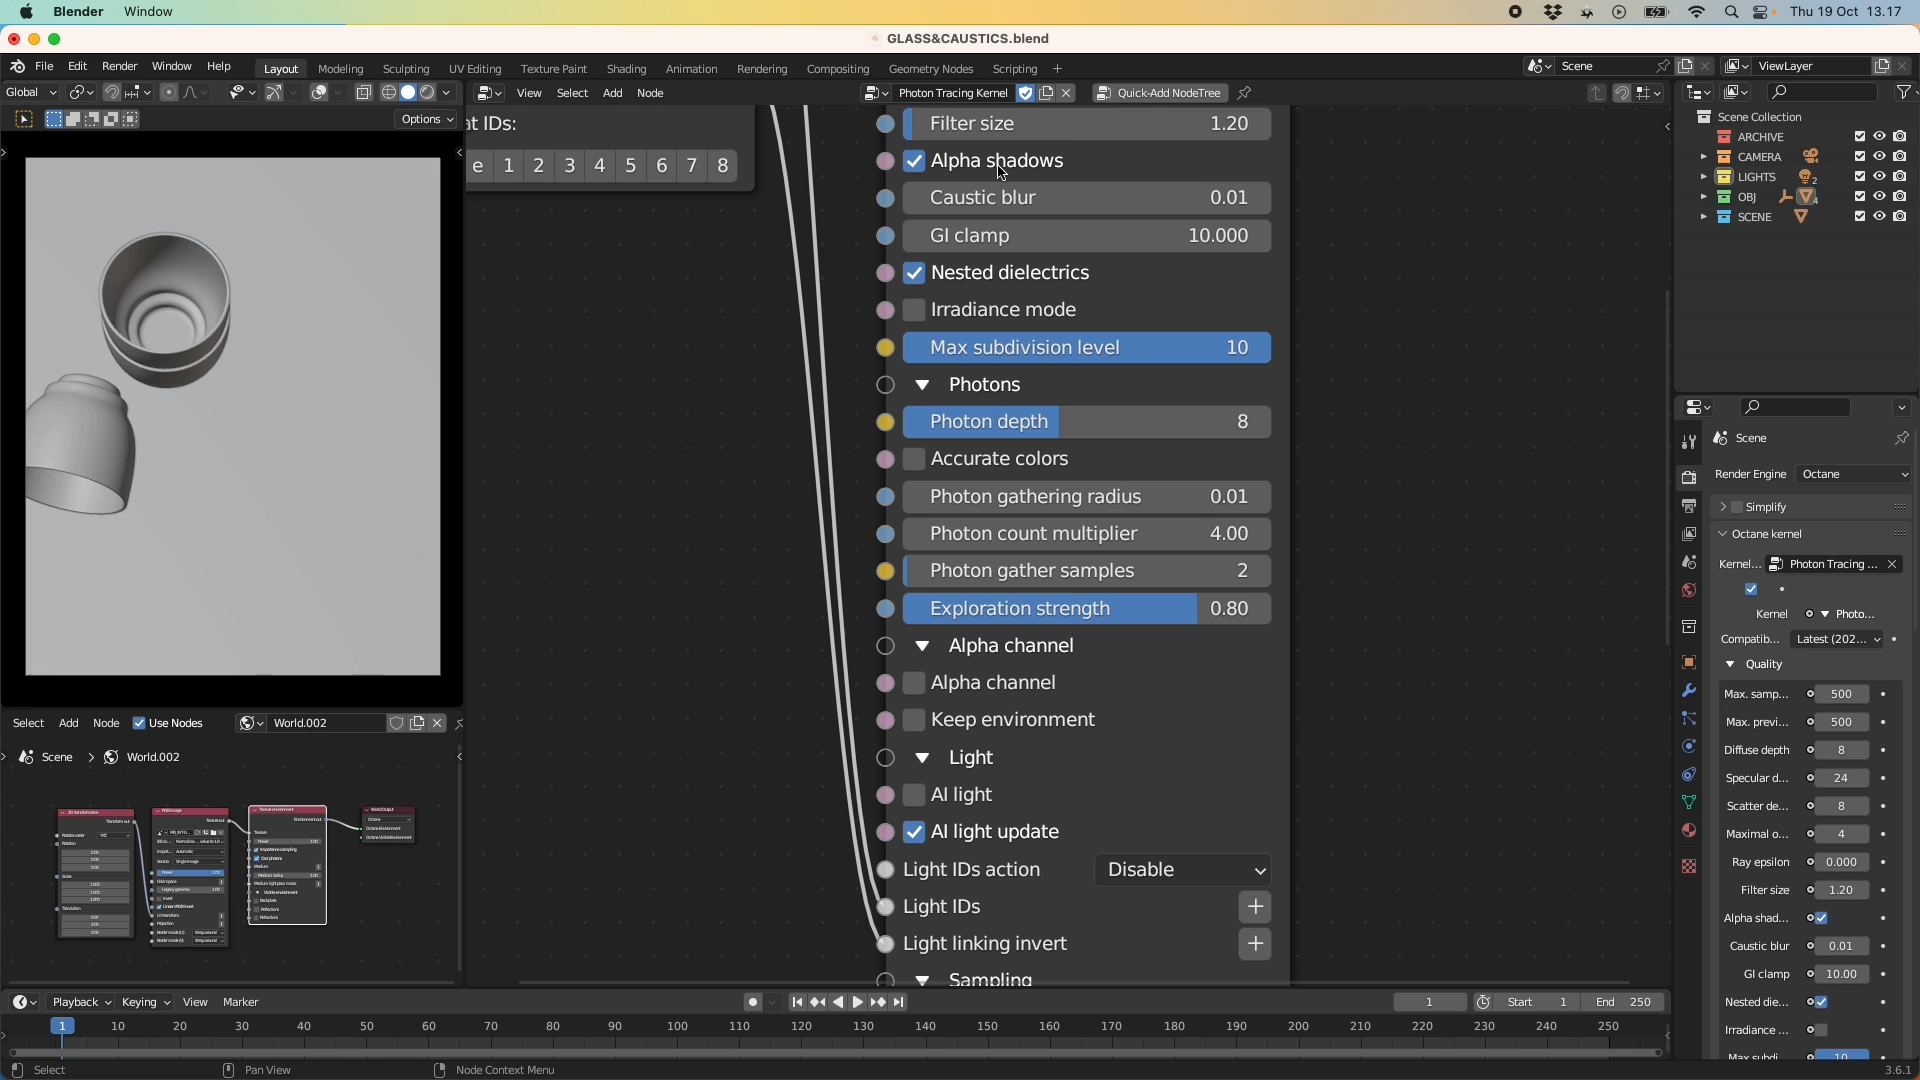 Blender Window Thu 19 Oct 13.17
GLASS&CAUSTICS.blend
File Edit Render Window Help Layout Modeling Sculpting UV Editing Texture Paint Shading Animation Rendering Compositing Geometry Nodes Scripting + Scene ViewLayer
Global View Select Add Node Photon Tracing Kernel Quick-Add NodeTree
Options
at IDs:
e 1 2 3 4 5 6 7 8
Filter size 1.20
Alpha shadows
Caustic blur 0.01
GI clamp 10.000
Nested dielectrics
Irradiance mode
Max subdivision level 10
Photons
Photon depth 8
Accurate colors
Photon gathering radius 0.01
Photon count multiplier 4.00
Photon gather samples 2
Exploration strength 0.80
Alpha channel
Alpha channel
Keep environment
Light
AI light
AI light update
Light IDs action Disable
Light IDs
Light linking invert
Sampling
Scene Collection
ARCHIVE
CAMERA
LIGHTS 2
OBJ 4
SCENE
Scene
Render Engine Octane
Simplify
Octane kernel
Kernel... Photon Tracing ...
Kernel Photo...
Compatib... Latest (202...
Quality
Max. samp... 500
Max. previ... 500
Diffuse depth 8
Specular d... 24
Scatter de... 8
Maximal o... 4
Ray epsilon 0.000
Filter size 1.20
Alpha shad...
Caustic blur 0.01
GI clamp 10.00
Nested die...
Irradiance ...
Max subdi... 10
Select Add Node Use Nodes World.002
Scene World.002
Playback Keying View Marker 1 Start 1 End 250
1 10 20 30 40 50 60 70 80 90 100 110 120 130 140 150 160 170 180 190 200 210 220 230 240 250
Select Pan View Node Context Menu 3.6.1